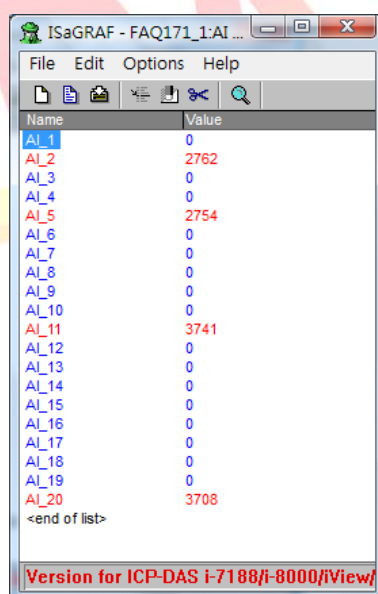 ISaGRAF - FAQ171_1:AI ...
File Edit Options Help
Name Value
AI_1 0
AI_2 2762
AI_3 0
AI_4 0
AI_5 2754
AI_6 0
AI_7 0
AI_8 0
AI_9 0
AI_10 0
AI_11 3741
AI_12 0
AI_13 0
AI_14 0
AI_15 0
AI_16 0
AI_17 0
AI_18 0
AI_19 0
AI_20 3708
<end of list>
Version for ICP-DAS i-7188/i-8000/iView/